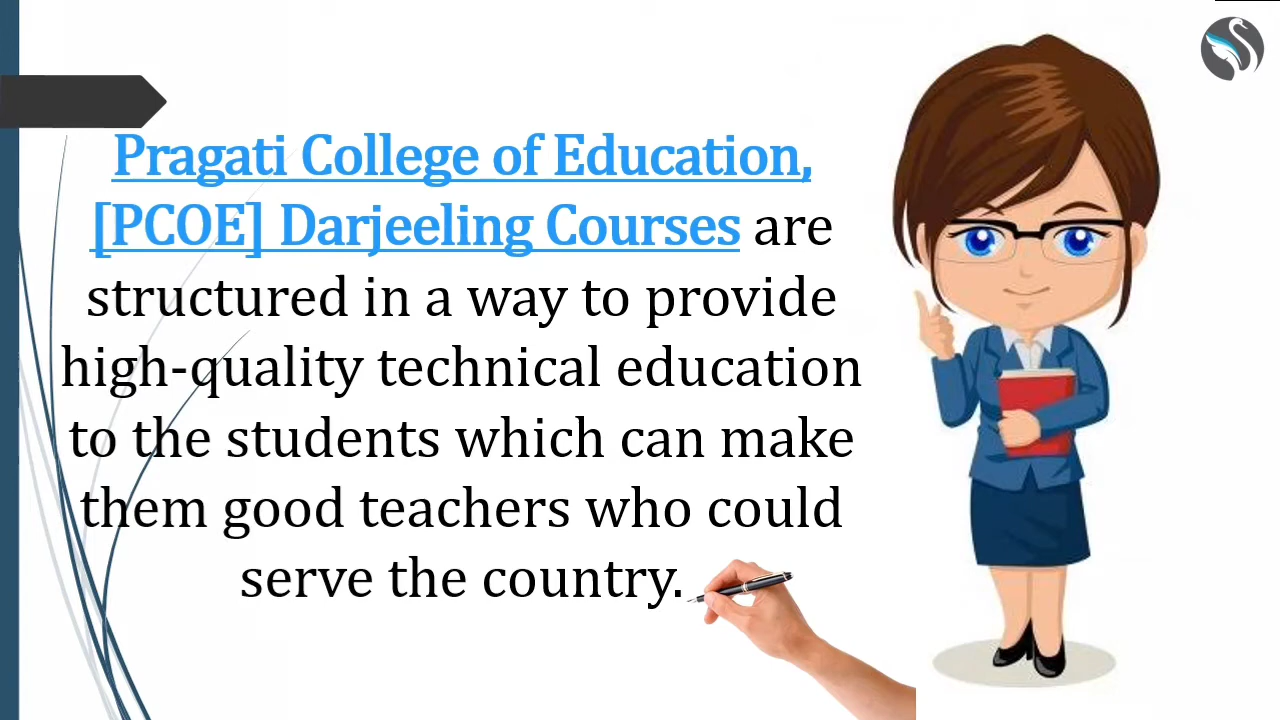 Pragati College of Education,
[PCOE] Darjeeling Courses are
structured in a way to provide
high-quality technical education
to the students which can make
them good teachers who could
serve the country.